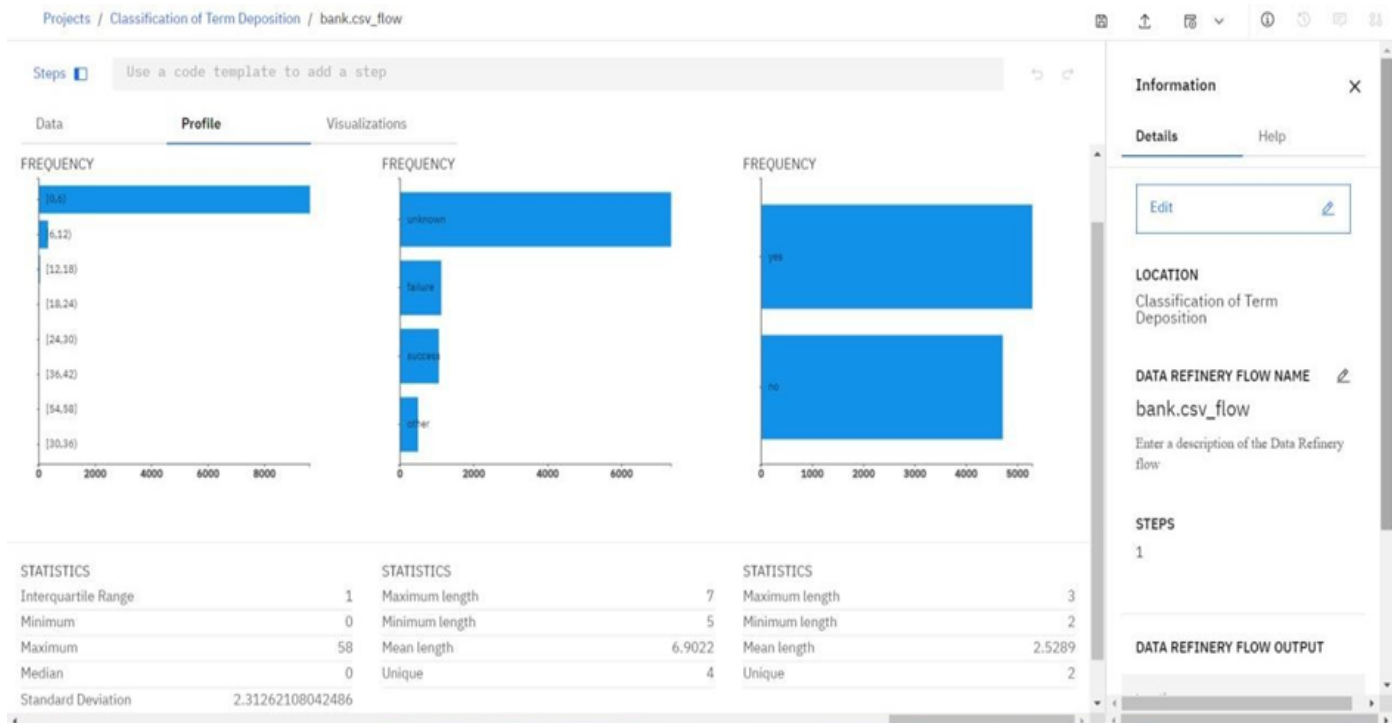 Projects / Classification of Term Deposition / bank.csv_flow
Steps
Use a code template to add a step
Data Profile Visualizations
FREQUENCY
[0,6)
[6,12)
[12,18)
[18,24)
[24,30)
[36,42)
[54,58]
[30,36)
0 2000 4000 6000 8000
FREQUENCY
unknown
failure
success
other
0 2000 4000 6000
FREQUENCY
yes
no
0 1000 2000 3000 4000 5000
STATISTICS
Interquartile Range 1
Minimum 0
Maximum 58
Median 0
Standard Deviation 2.31262108042486
STATISTICS
Maximum length 7
Minimum length 5
Mean length 6.9022
Unique 4
STATISTICS
Maximum length 3
Minimum length 2
Mean length 2.5289
Unique 2
Information
Details Help
Edit
LOCATION
Classification of Term
Deposition
DATA REFINERY FLOW NAME
bank.csv_flow
Enter a description of the Data Refinery
flow
STEPS
1
DATA REFINERY FLOW OUTPUT